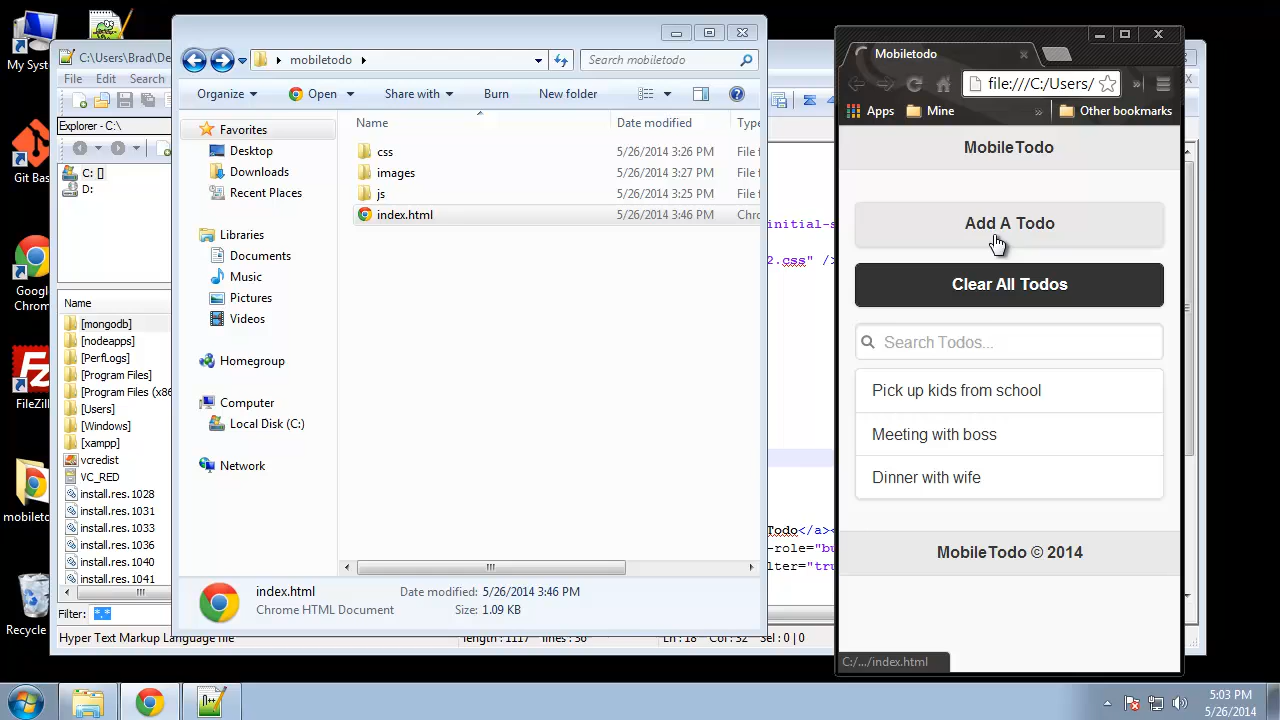 My Sys
Git Bas
Google
Chrom
FileZil
mobileto
Recycle
C:\Users\Brad\De
File Edit Search
Explorer - C:\
C: []
D:
Name
[mongodb]
[nodeapps]
[PerfLogs]
[Program Files]
[Program Files (x86
[Users]
[Windows]
[xampp]
vcredist
VC_RED
install.res.1028
install.res.1031
install.res.1033
install.res.1036
install.res.1040
install.res.1041
Filter: *.*
Hyper Text Markup Language file length : 1117 lines : 36 Ln : 18 Col : 32 Sel : 0 | 0
mobiletodo
Search mobiletodo
Organize Open Share with Burn New folder
Favorites
Desktop
Downloads
Recent Places
Libraries
Documents
Music
Pictures
Videos
Homegroup
Computer
Local Disk (C:)
Network
Name Date modified Type
css 5/26/2014 3:26 PM File f
images 5/26/2014 3:27 PM File f
js 5/26/2014 3:25 PM File f
index.html 5/26/2014 3:46 PM Chro
index.html Date modified: 5/26/2014 3:46 PM
Chrome HTML Document Size: 1.09 KB
initial-s
2.css" />
Todo</a><
-role="bu
lter="tru
Mobiletodo
file:///C:/Users/
Apps Mine » Other bookmarks
MobileTodo
Add A Todo
Clear All Todos
Search Todos...
Pick up kids from school
Meeting with boss
Dinner with wife
MobileTodo © 2014
C:/.../index.html
5:03 PM
5/26/2014